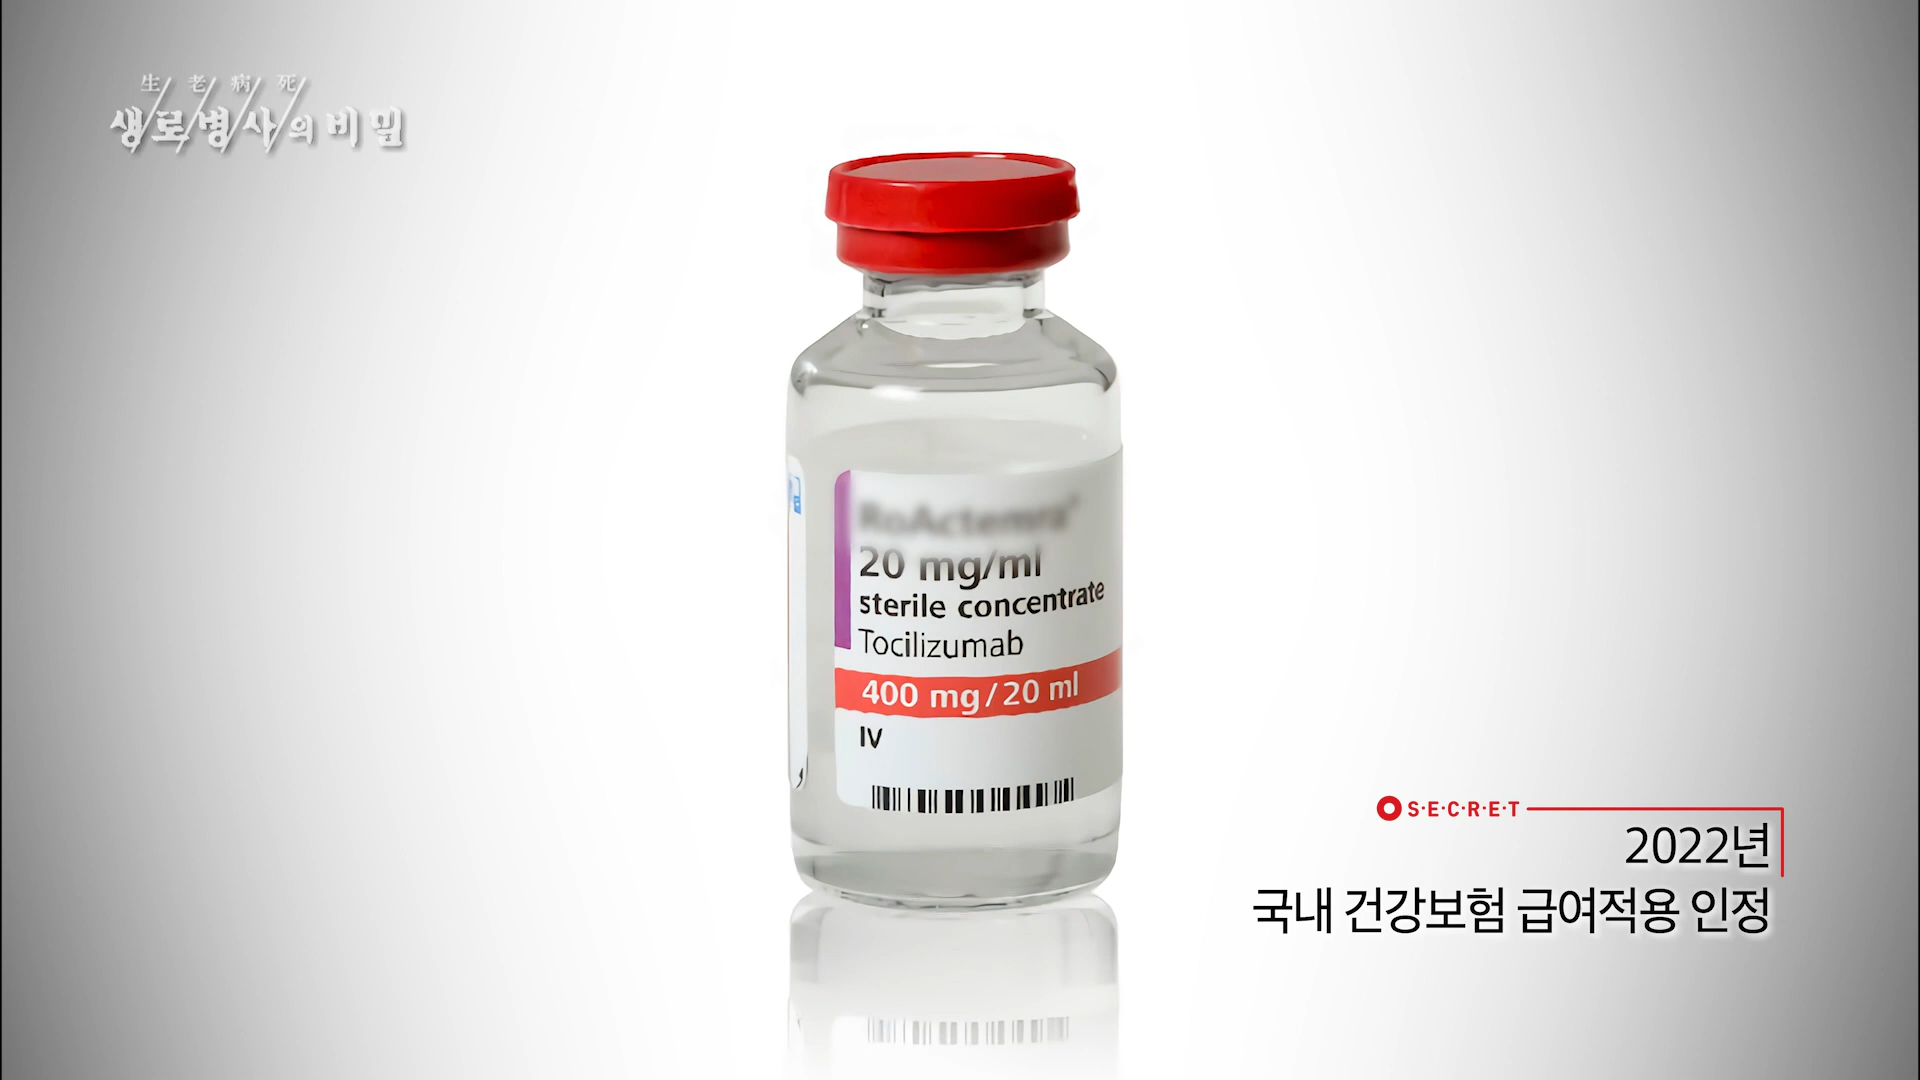 生老病死
생로병사의 비밀
RoActemra
20 mg/ml
sterile concentrate
Tocilizumab
400 mg/20 ml
IV
S·E·C·R·E·T
2022년
국내 건강보험 급여적용 인정